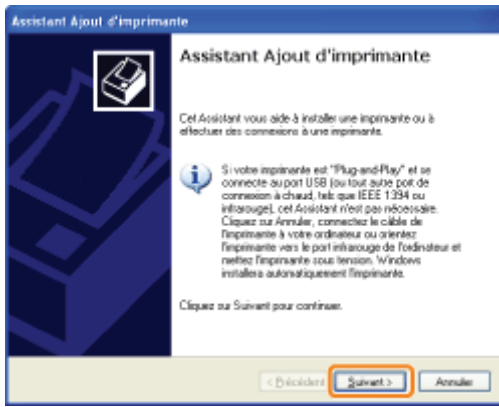 Assistant Ajout d'imprimante
Assistant Ajout d'imprimante
Cet Assistant vous aide à installer une imprimante ou à
effectuer des connexions à une imprimante.
Si votre imprimante est "Plug-and-Play" et se
connecte au port USB (ou tout autre port de
connexion à chaud, tels que IEEE 1394 ou
infrarouge), cet Assistant n'est pas nécessaire.
Cliquez sur Annuler, connectez le câble de
l'imprimante à votre ordinateur ou orientez
l'imprimante vers le port infrarouge de l'ordinateur et
mettez l'imprimante sous tension. Windows
installera automatiquement l'imprimante.
Cliquez sur Suivant pour continuer.
< Précédent Suivant > Annuler